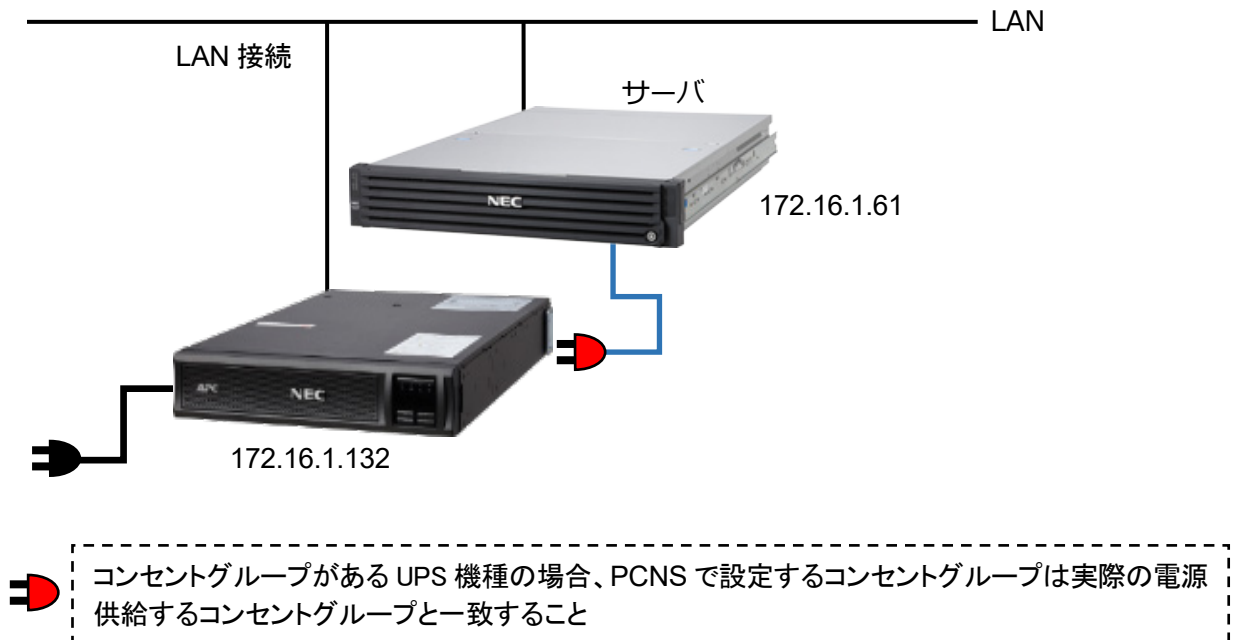 LAN
LAN 接続
サーバ
NEC
172.16.1.61
APC NEC
172.16.1.132
コンセントグループがある UPS 機種の場合、PCNS で設定するコンセントグループは実際の電源
供給するコンセントグループと一致すること